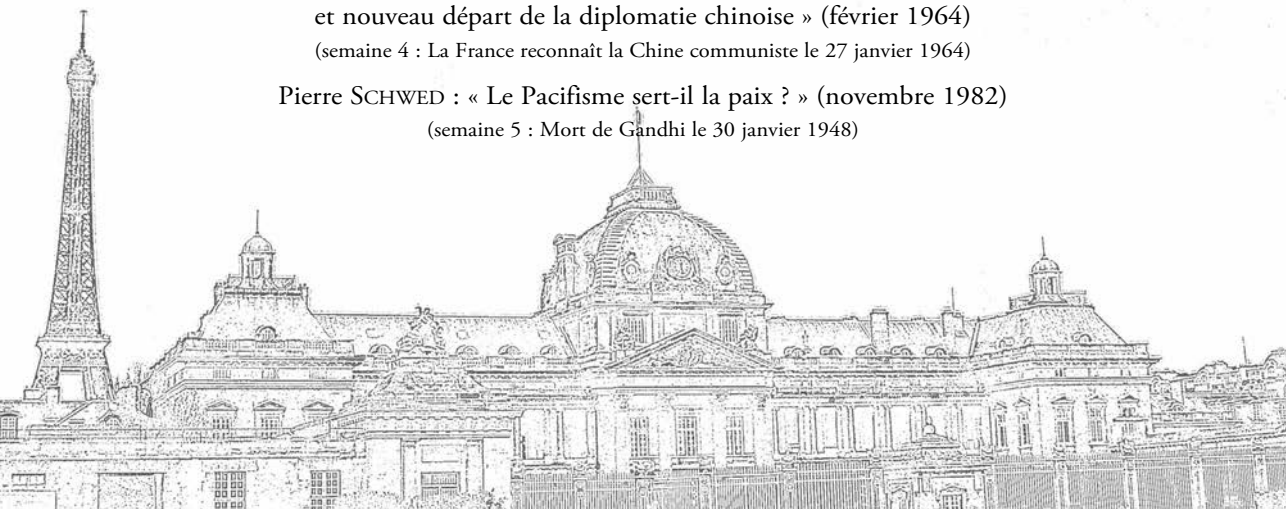 et nouveau départ de la diplomatie chinoise » (février 1964)
(semaine 4 : La France reconnaît la Chine communiste le 27 janvier 1964)
Pierre SCHWED : « Le Pacifisme sert-il la paix ? » (novembre 1982)
(semaine 5 : Mort de Gandhi le 30 janvier 1948)